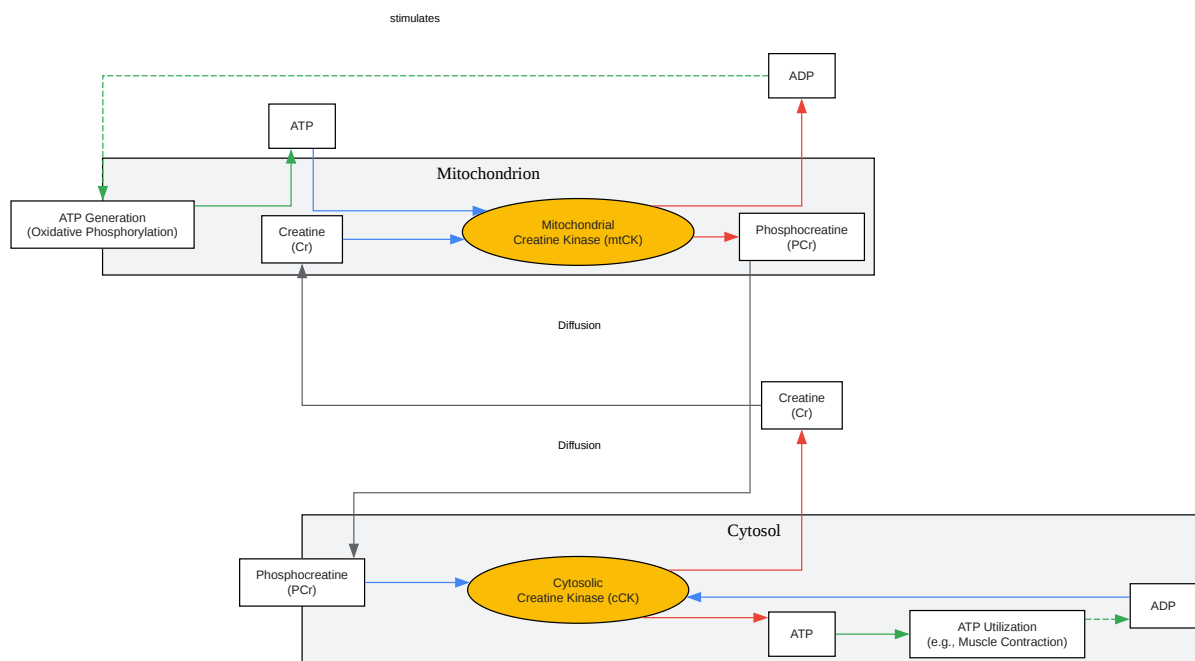 stimulates
ADP
ATP
Mitochondrion
ATP Generation
(Oxidative Phosphorylation)
Creatine
(Cr)
Mitochondrial
Creatine Kinase (mtCK)
Phosphocreatine
(PCr)
Diffusion
Creatine
(Cr)
Diffusion
Cytosol
Phosphocreatine
(PCr)
Cytosolic
Creatine Kinase (cCK)
ADP
ATP
ATP Utilization
(e.g., Muscle Contraction)